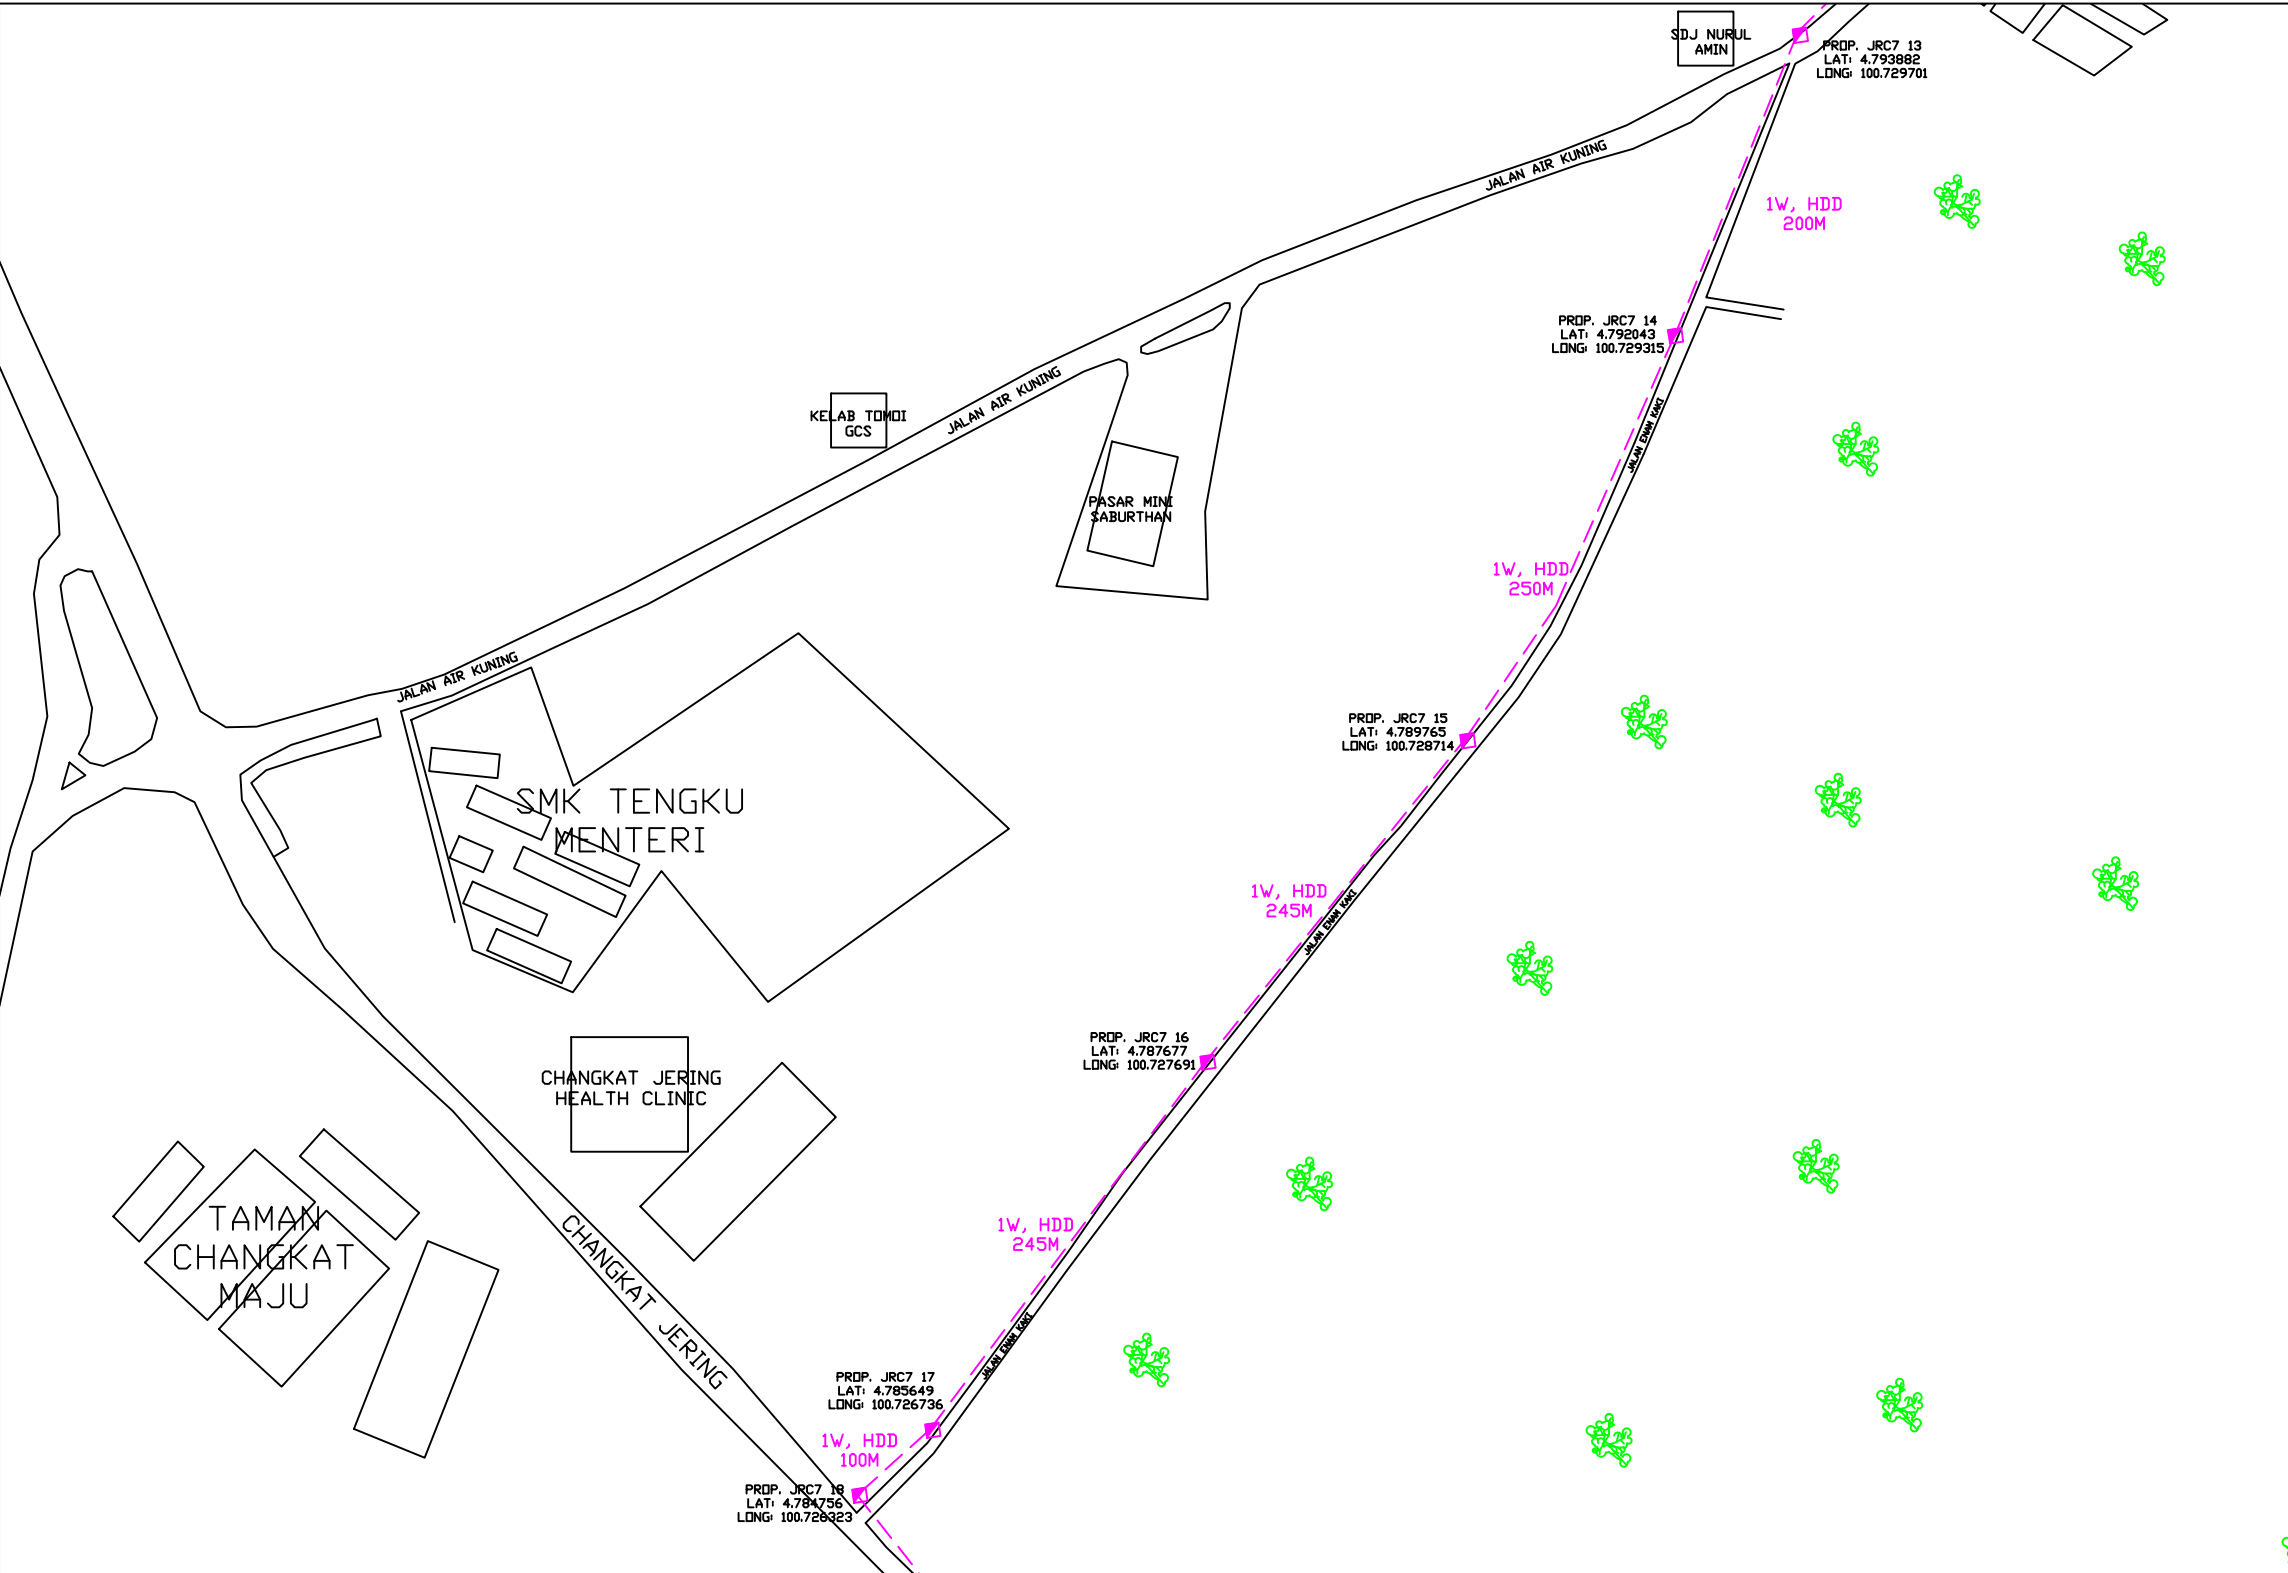 SDJ NURUL
AMIN
PROP. JRC7 13
LAT: 4.793882
LONG: 100.729701
JALAN AIR KUNING
1W, HDD
200M
PROP. JRC7 14
LAT: 4.792043
LONG: 100.729315
JALAN AIR KUNING
KELAB TOMOI
GCS
JALAN ENAM KAKI
PASAR MINI
SABURTHAN
1W, HDD
250M
JALAN AIR KUNING
PROP. JRC7 15
LAT: 4.789765
LONG: 100.728714
SMK TENGKU
MENTERI
1W, HDD
245M
JALAN ENAM KAKI
PROP. JRC7 16
LAT: 4.787677
LONG: 100.727691
CHANGKAT JERING
HEALTH CLINIC
TAMAN
CHANGKAT
MAJU
1W, HDD
245M
CHANGKAT JERING
JALAN ENAM KAKI
PROP. JRC7 17
LAT: 4.785649
LONG: 100.726736
1W, HDD
100M
PROP. JRC7 18
LAT: 4.784756
LONG: 100.726323